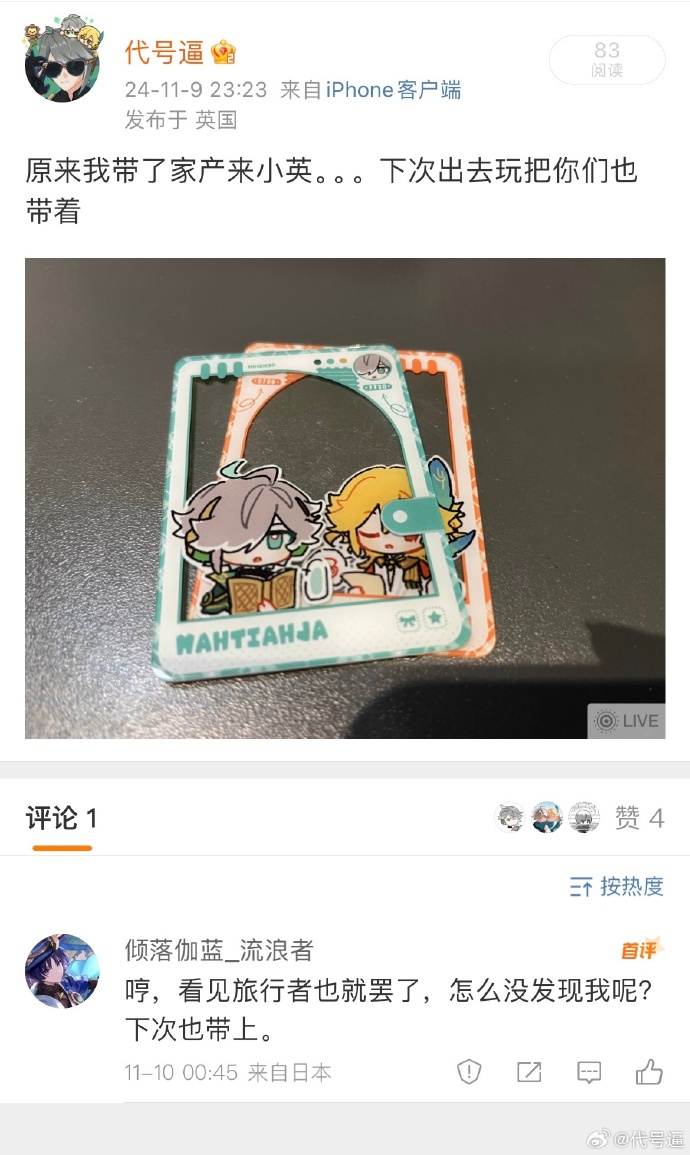 代号逼
83
阅读
24-11-9 23:23 来自 iPhone客户端
发布于 英国
原来我带了家产来小英。。。下次出去玩把你们也
带着
MAHTIAHJA
LIVE
评论 1
赞 4
按热度
倾落伽蓝_流浪者
首评
哼，看见旅行者也就罢了，怎么没发现我呢？
下次也带上。
11-10 00:45 来自日本
@代号逼